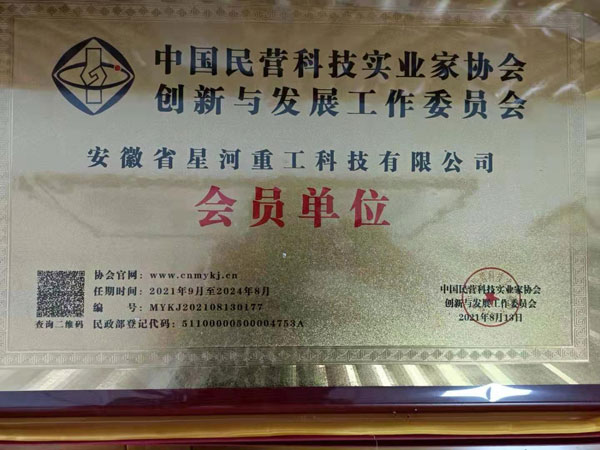 中国民营科技实业家协会
创新与发展工作委员会
安徽省星河重工科技有限公司
会员单位
协会官网：www.cnmykj.cn
任期时间：2021年9月至2024年8月
编 号：MYKJ202108130177
民政部登记代码：51100000500004753A
查询二维码
中国民营科技实业家协会
创新与发展工作委员会
2021年8月13日